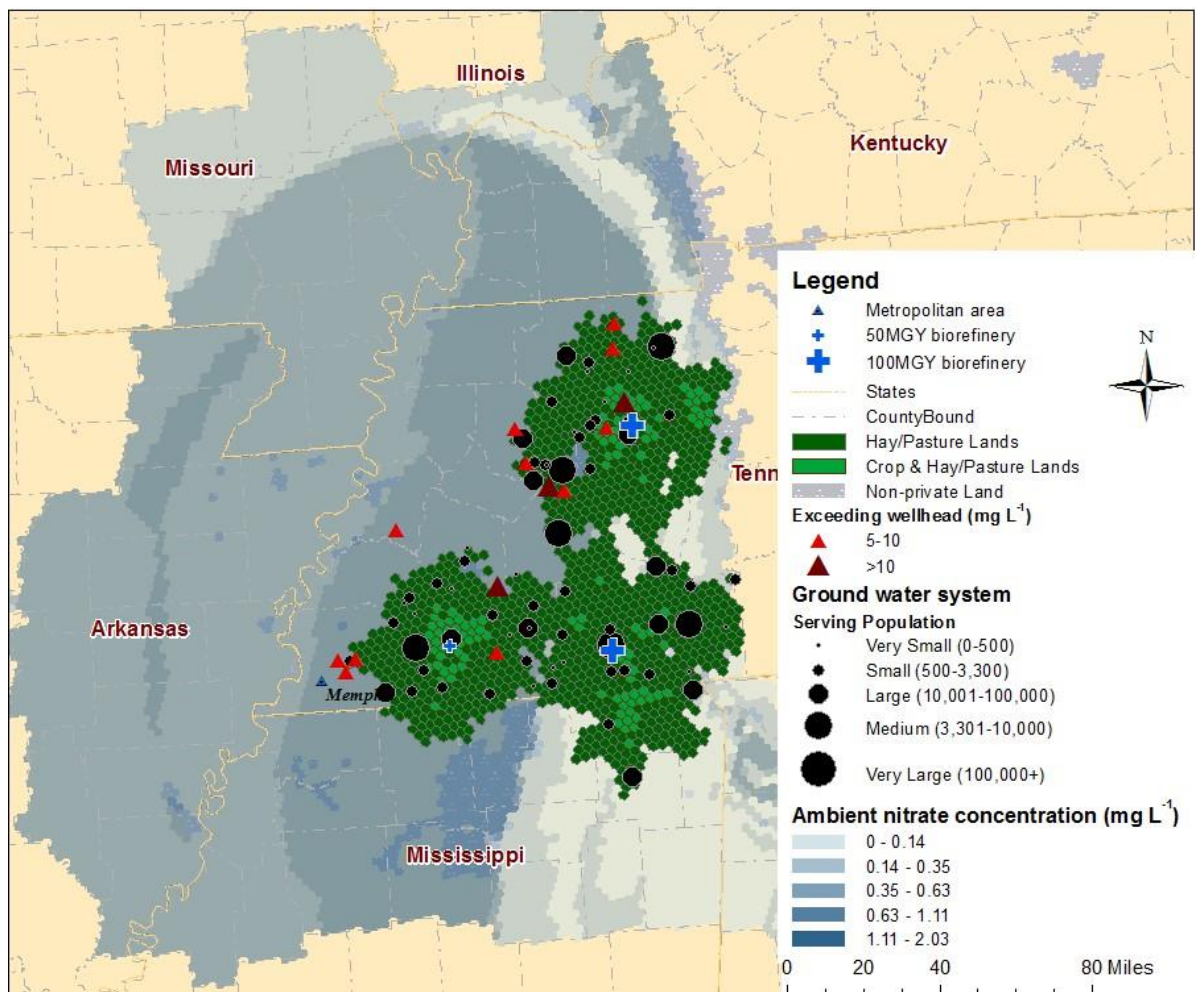 Illinois
Kentucky
Missouri
Legend
Metropolitan area
50MGY biorefinery
100MGY biorefinery
States
CountyBound
Hay/Pasture Lands
Crop & Hay/Pasture Lands
Non-private Land
Exceeding wellhead (mg L-1)
5-10
>10
Ground water system
Serving Population
Very Small (0-500)
Small (500-3,300)
Large (10,001-100,000)
Medium (3,301-10,000)
Very Large (100,000+)
Ambient nitrate concentration (mg L-1)
0 - 0.14
0.14 - 0.35
0.35 - 0.63
0.63 - 1.11
1.11 - 2.03
0 20 40 80 Miles
N
Tenn
Arkansas
Memph
Mississippi